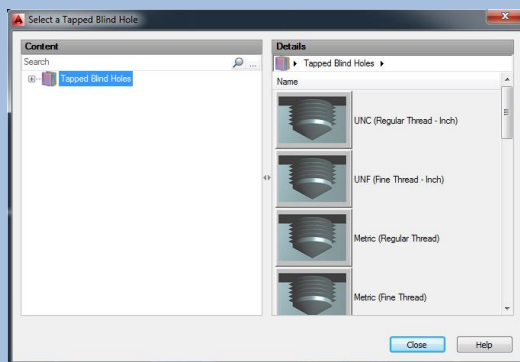 Select a Tapped Blind Hole
Content
Search
...
Tapped Blind Holes
Details
Tapped Blind Holes
Name
UNC (Regular Thread - Inch)
UNF (Fine Thread - Inch)
Metric (Regular Thread)
Metric (Fine Thread)
Close
Help